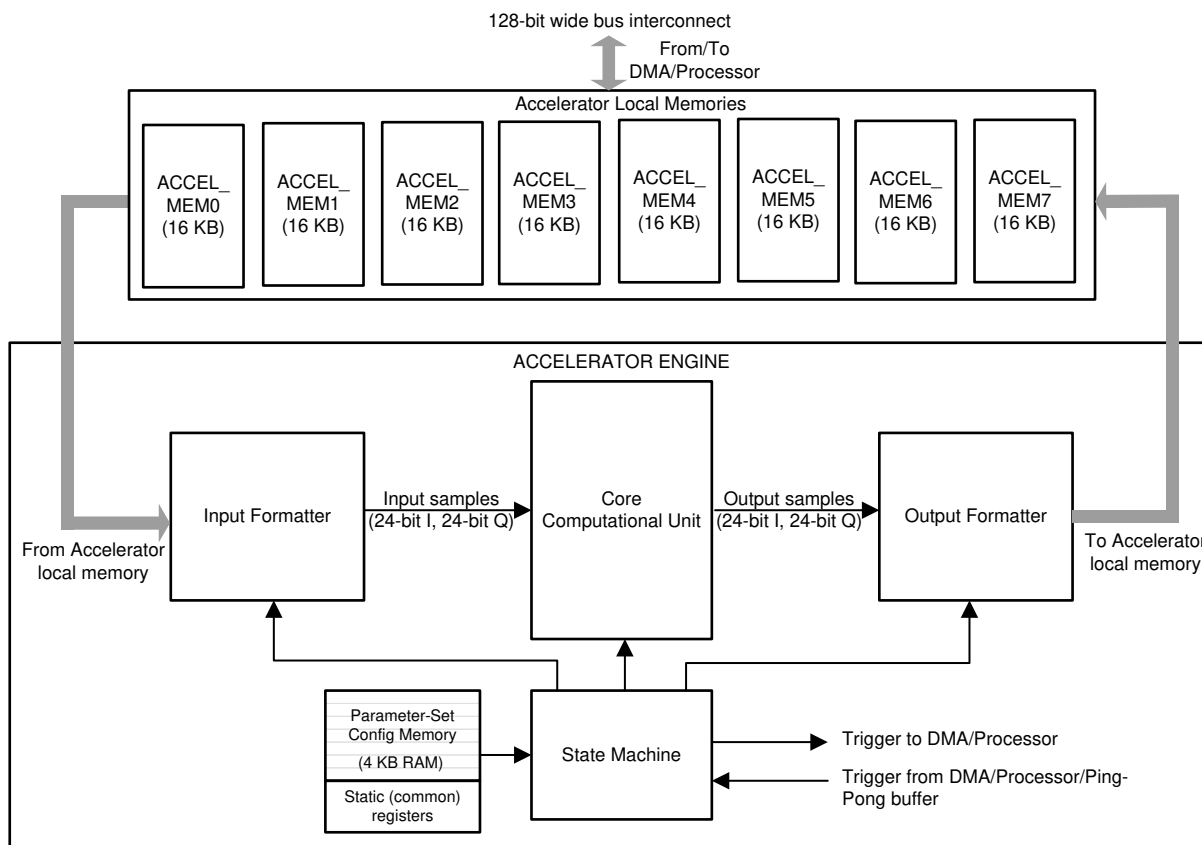 128-bit wide bus interconnect
From/To
DMA/Processor
Accelerator Local Memories
ACCEL_
MEM0
(16 KB)
ACCEL_
MEM1
(16 KB)
ACCEL_
MEM2
(16 KB)
ACCEL_
MEM3
(16 KB)
ACCEL_
MEM4
(16 KB)
ACCEL_
MEM5
(16 KB)
ACCEL_
MEM6
(16 KB)
ACCEL_
MEM7
(16 KB)
ACCELERATOR ENGINE
Input Formatter
Input samples
(24-bit I, 24-bit Q)
Core
Computational Unit
Output samples
(24-bit I, 24-bit Q)
Output Formatter
From Accelerator
local memory
To Accelerator
local memory
Parameter-Set
Config Memory
(4 KB RAM)
Static (common)
registers
State Machine
Trigger to DMA/Processor
Trigger from DMA/Processor/Ping-
Pong buffer